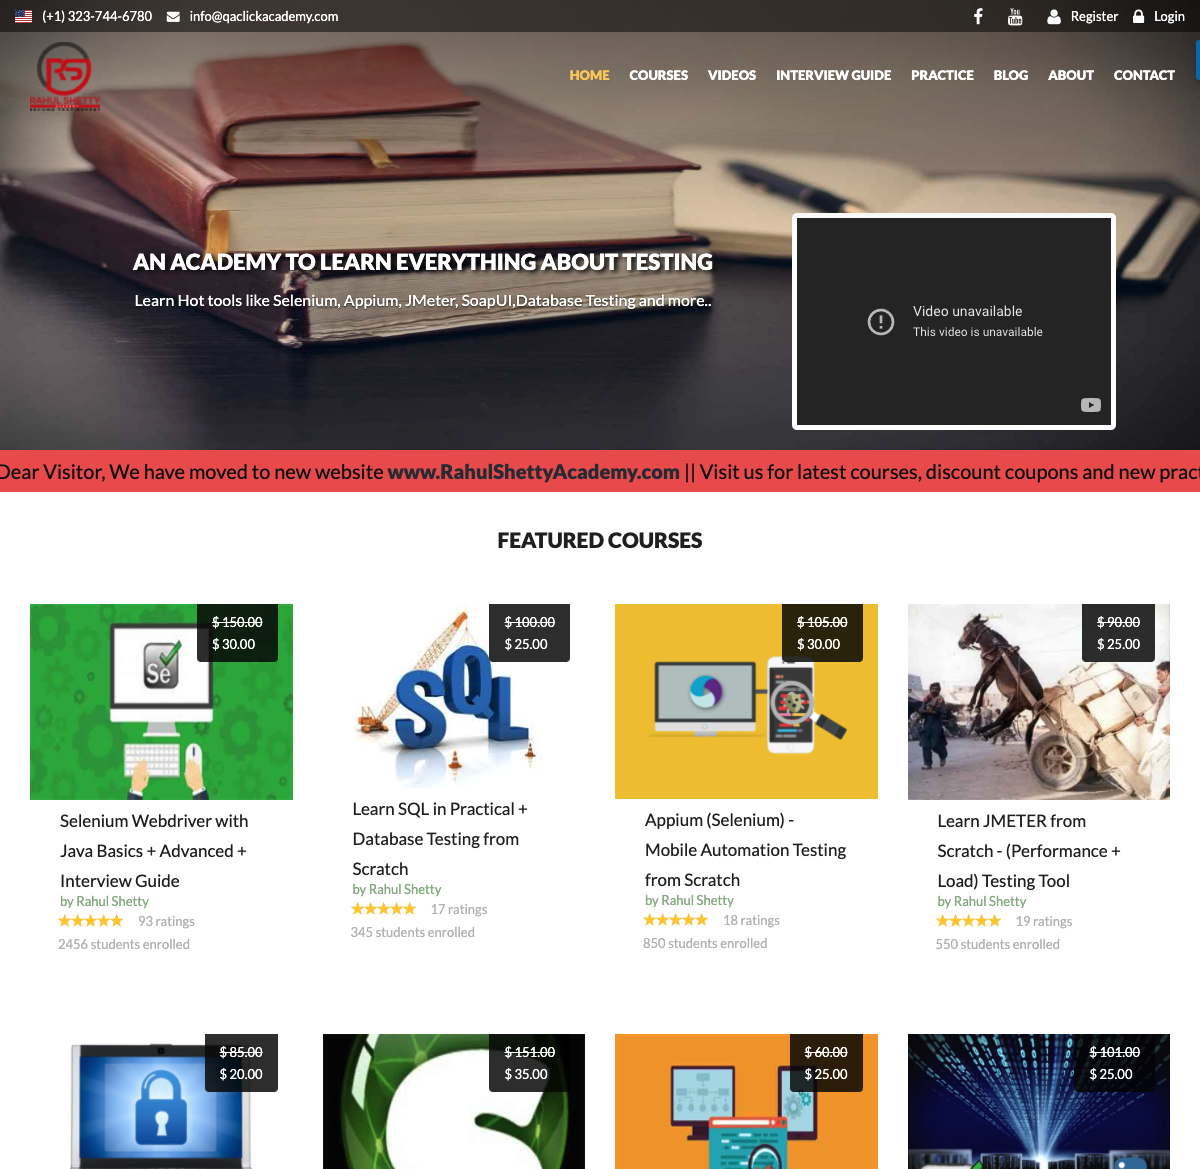 (+1) 323-744-6780 info@qaclickacademy.com You Tube Register Login
RS
RAHUL SHETTY
HOME COURSES VIDEOS INTERVIEW GUIDE PRACTICE BLOG ABOUT CONTACT
AN ACADEMY TO LEARN EVERYTHING ABOUT TESTING
Learn Hot tools like Selenium, Appium, JMeter, SoapUI,Database Testing and more..
Video unavailable
This video is unavailable
Dear Visitor, We have moved to new website www.RahulShettyAcademy.com || Visit us for latest courses, discount coupons and new pract
FEATURED COURSES
$ 150.00
$ 30.00
Se
Selenium Webdriver with
Java Basics + Advanced +
Interview Guide
by Rahul Shetty
93 ratings
2456 students enrolled
$ 100.00
$ 25.00
SQL
Learn SQL in Practical +
Database Testing from
Scratch
by Rahul Shetty
17 ratings
345 students enrolled
$ 105.00
$ 30.00
Appium (Selenium) -
Mobile Automation Testing
from Scratch
by Rahul Shetty
18 ratings
850 students enrolled
$ 90.00
$ 25.00
Learn JMETER from
Scratch - (Performance +
Load) Testing Tool
by Rahul Shetty
19 ratings
550 students enrolled
$ 85.00
$ 20.00
$ 151.00
$ 35.00
$ 60.00
$ 25.00
$ 101.00
$ 25.00